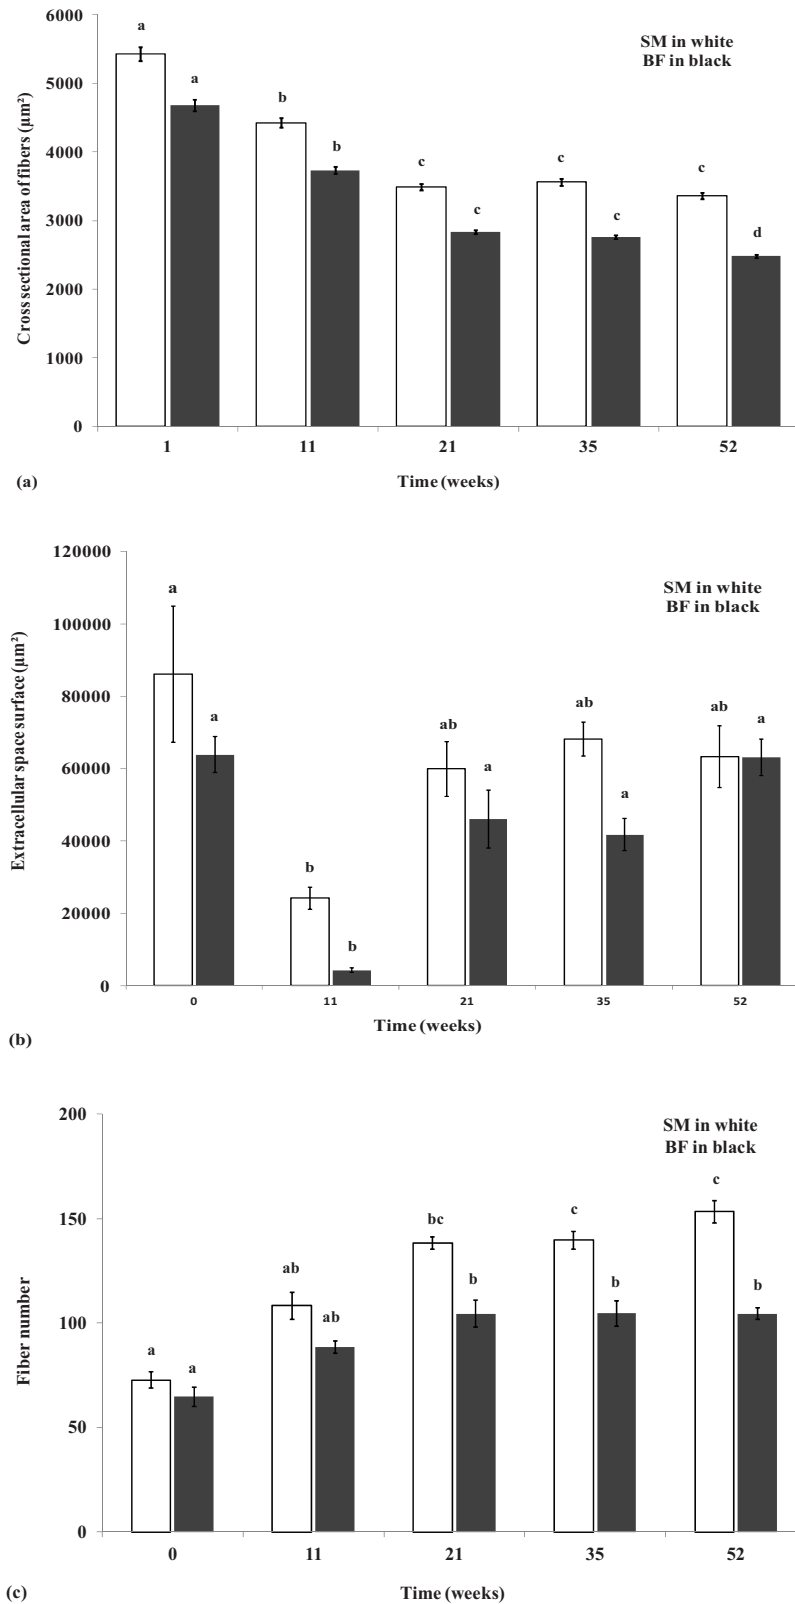 6000
5000
4000
3000
2000
1000
0
Cross sectional area of fibers (µm²)
SM in white
BF in black
a
a
b
b
c
c
c
c
c
d
1 11 21 35 52
(a)
Time (weeks)
120000
100000
80000
60000
40000
20000
0
Extracellular space surface (µm²)
SM in white
BF in black
a
a
b
b
ab
a
ab
a
ab
a
0 11 21 35 52
Time (weeks)
(b)
200
150
100
50
0
Fiber number
SM in white
BF in black
a
a
ab
ab
bc
b
c
b
c
b
0 11 21 35 52
(c)
Time (weeks)